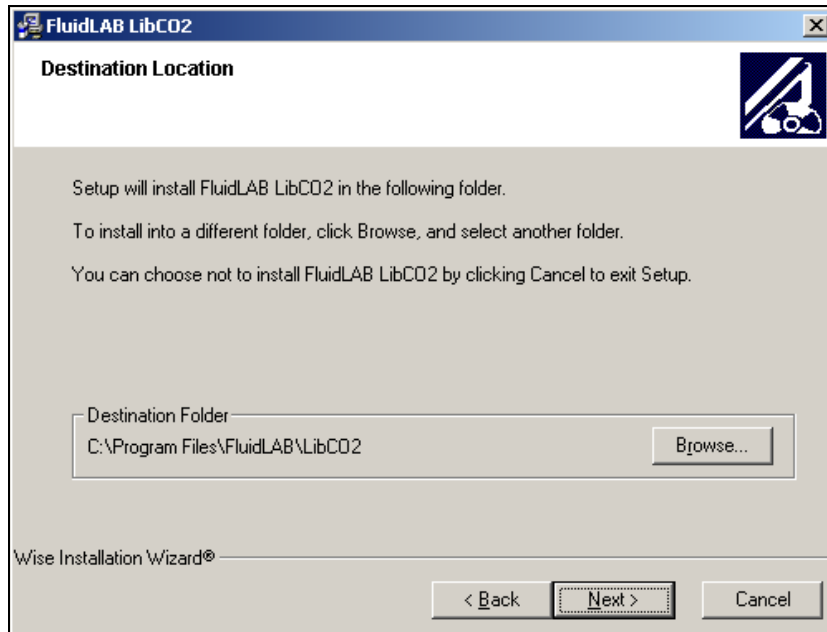 FluidLAB LibCO2
Destination Location
Setup will install FluidLAB LibCO2 in the following folder.
To install into a different folder, click Browse, and select another folder.
You can choose not to install FluidLAB LibCO2 by clicking Cancel to exit Setup.
Destination Folder
C:\Program Files\FluidLAB\LibCO2
Browse...
Wise Installation Wizard®
< Back
Next >
Cancel